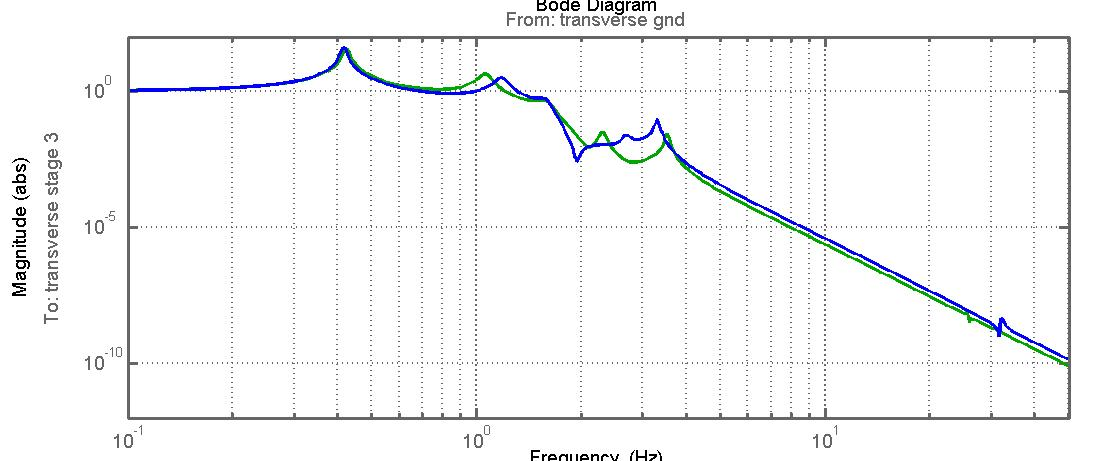 Bode Diagram
From: transverse gnd
Magnitude (abs)
To: transverse stage 3
10^0
10^-5
10^-10
10^-1
10^0
10^1
Frequency (Hz)